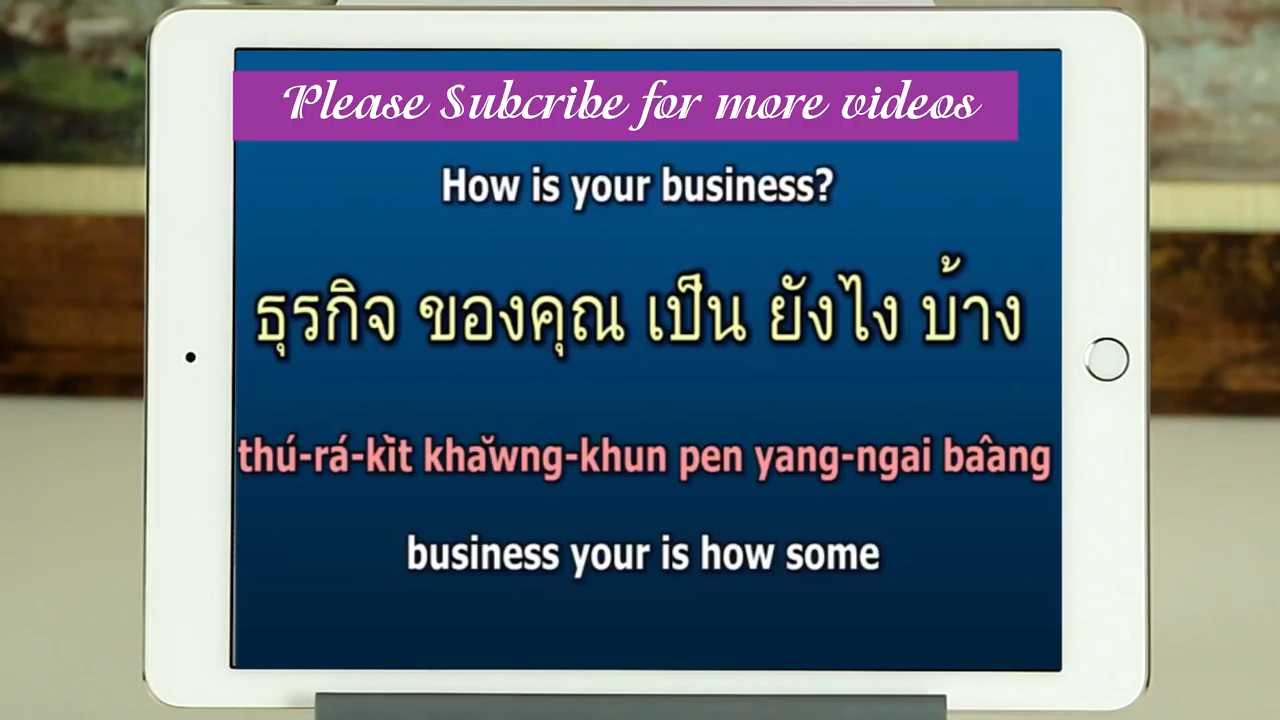 Please Subcribe for more videos
How is your business?
ธุรกิจ ของคุณ เป็น ยังไง บ้าง
thú-rá-kìt khăwng-khun pen yang-ngai baâng
business your is how some